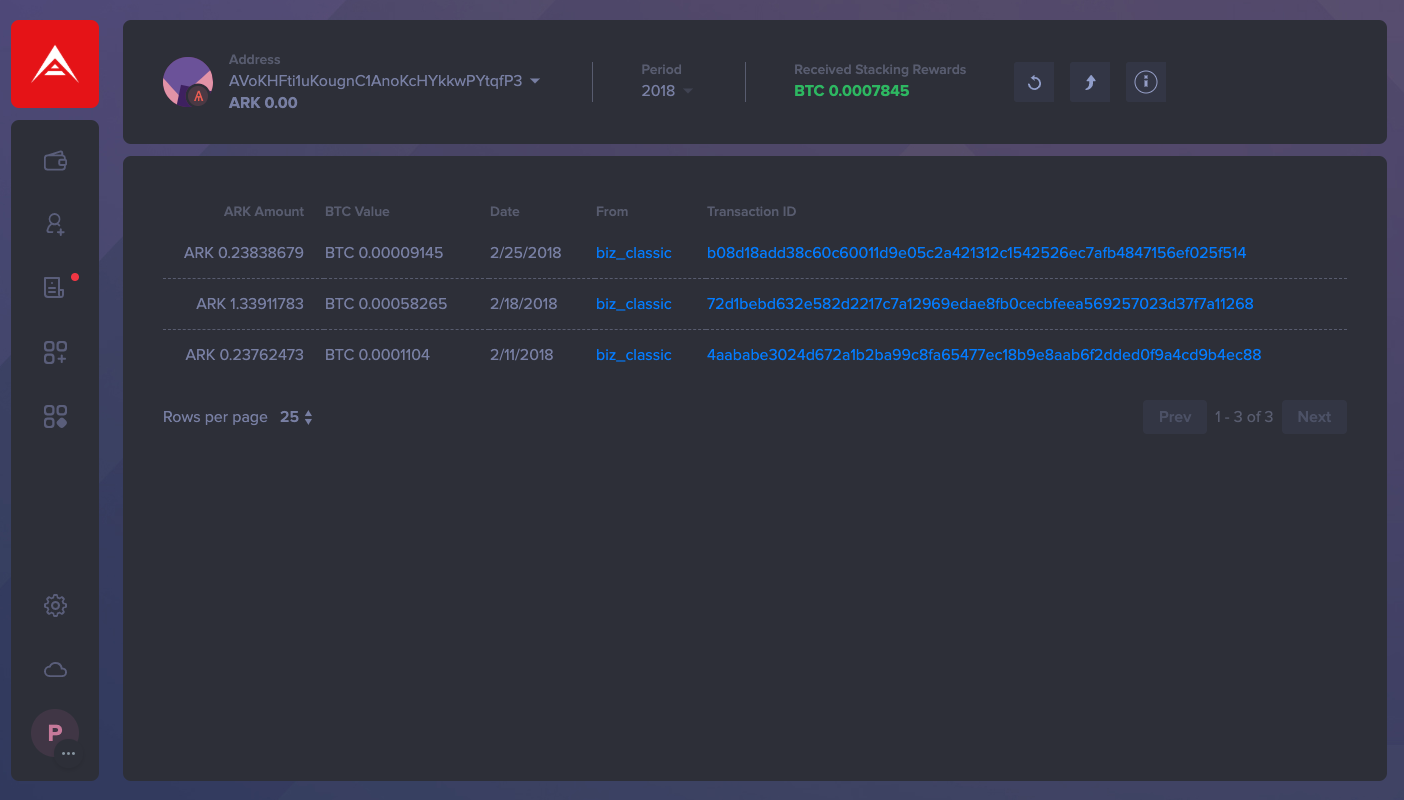 Address
AVoKHFti1uKougnC1AnoKcHYkkwPYtqfP3
ARK 0.00
Period
2018
Received Stacking Rewards
BTC 0.0007845
ARK Amount BTC Value Date From Transaction ID
ARK 0.23838679 BTC 0.00009145 2/25/2018 biz_classic b08d18add38c60c60011d9e05c2a421312c1542526ec7afb4847156ef025f514
ARK 1.33911783 BTC 0.00058265 2/18/2018 biz_classic 72d1bebd632e582d2217c7a12969edae8fb0cecbfeea569257023d37f7a11268
ARK 0.23762473 BTC 0.0001104 2/11/2018 biz_classic 4aababe3024d672a1b2ba99c8fa65477ec18b9e8aab6f2dded0f9a4cd9b4ec88
Rows per page 25
Prev 1 - 3 of 3 Next
P